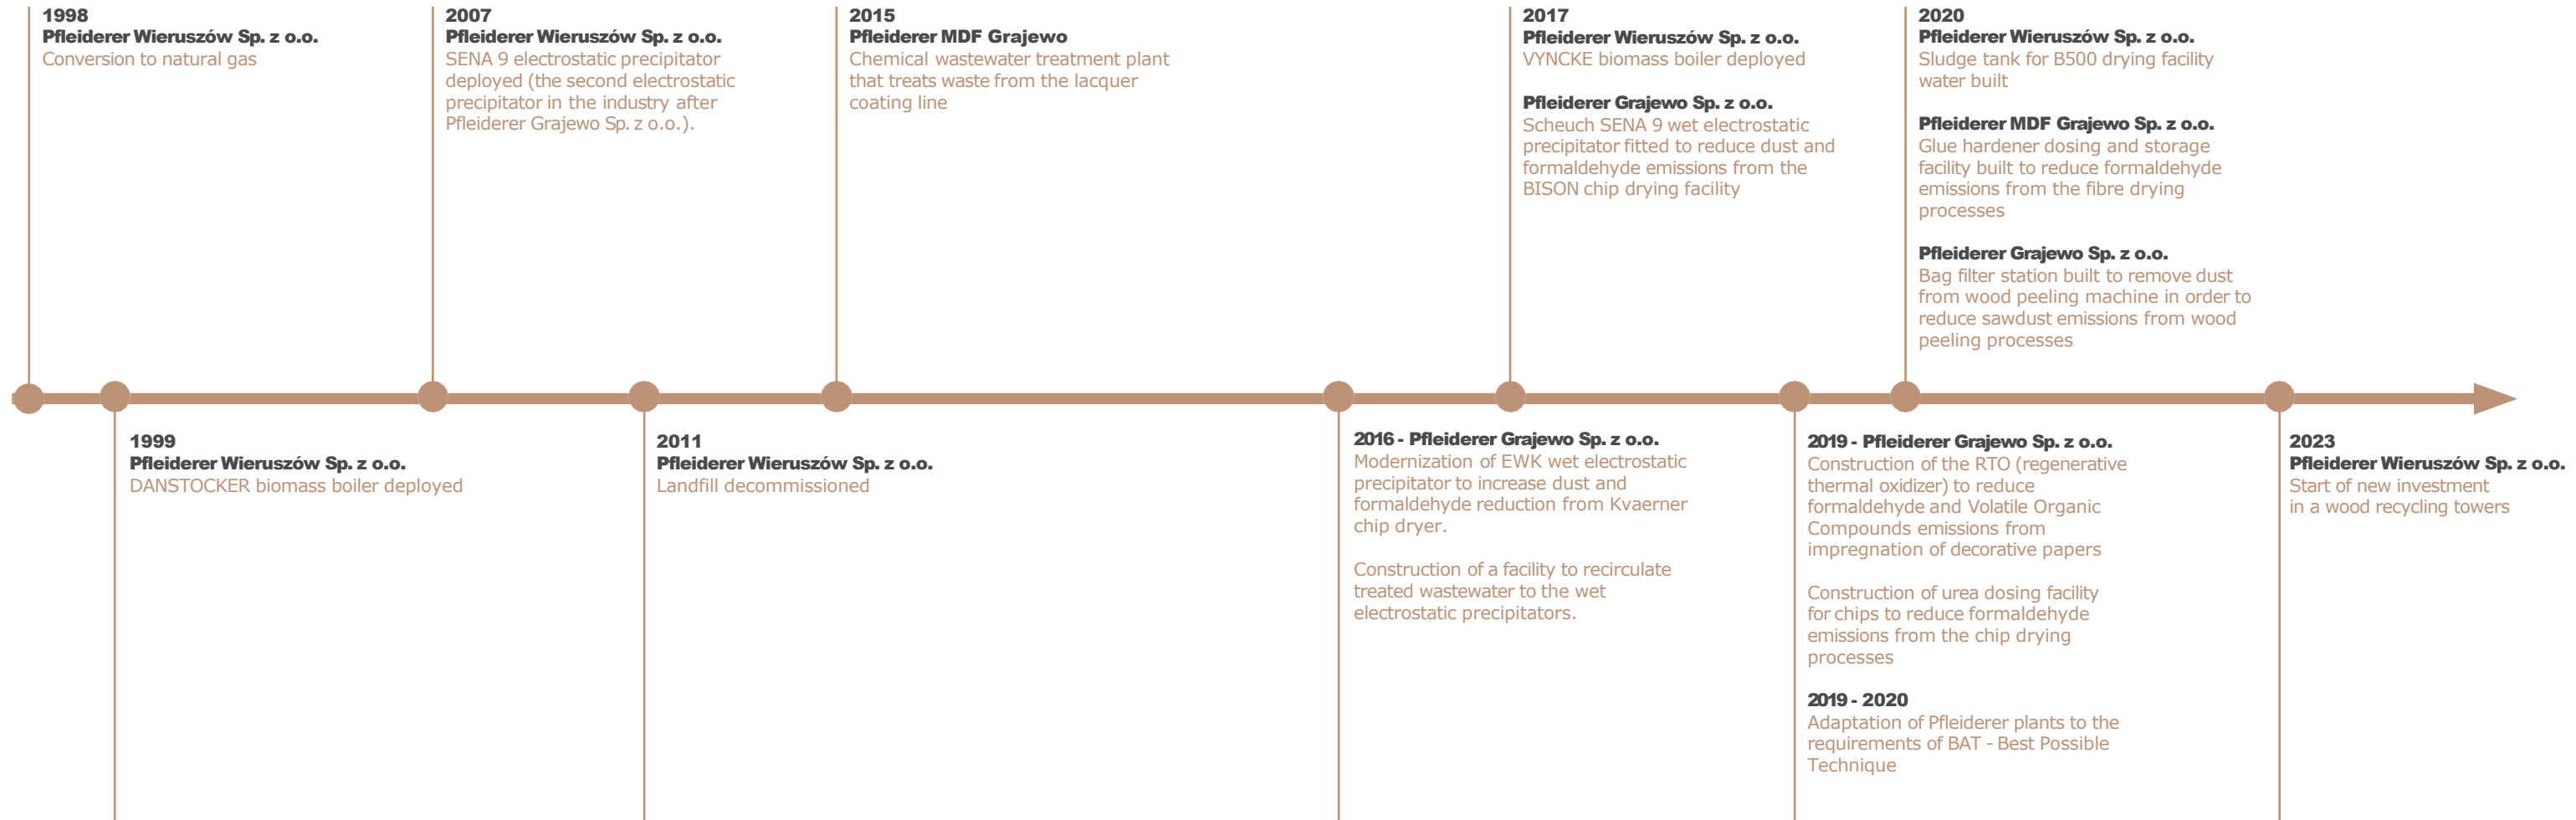 1998
Pfleiderer Wieruszów Sp. z o.o.
Conversion to natural gas
2007
Pfleiderer Wieruszów Sp. z o.o.
SENA 9 electrostatic precipitator
deployed (the second electrostatic
precipitator in the industry after
Pfleiderer Grajewo Sp. z o.o.).
2015
Pfleiderer MDF Grajewo
Chemical wastewater treatment plant
that treats waste from the lacquer
coating line
2017
Pfleiderer Wieruszów Sp. z o.o.
VYNCKE biomass boiler deployed
Pfleiderer Grajewo Sp. z o.o.
Scheuch SENA 9 wet electrostatic
precipitator fitted to reduce dust and
formaldehyde emissions from the
BISON chip drying facility
2020
Pfleiderer Wieruszów Sp. z o.o.
Sludge tank for B500 drying facility
water built
Pfleiderer MDF Grajewo Sp. z o.o.
Glue hardener dosing and storage
facility built to reduce formaldehyde
emissions from the fibre drying
processes
Pfleiderer Grajewo Sp. z o.o.
Bag filter station built to remove dust
from wood peeling machine in order to
reduce sawdust emissions from wood
peeling processes
1999
Pfleiderer Wieruszów Sp. z o.o.
DANSTOCKER biomass boiler deployed
2011
Pfleiderer Wieruszów Sp. z o.o.
Landfill decommissioned
2016 - Pfleiderer Grajewo Sp. z o.o.
Modernization of EWK wet electrostatic
precipitator to increase dust and
formaldehyde reduction from Kvaerner
chip dryer.
Construction of a facility to recirculate
treated wastewater to the wet
electrostatic precipitators.
2019 - Pfleiderer Grajewo Sp. z o.o.
Construction of the RTO (regenerative
thermal oxidizer) to reduce
formaldehyde and Volatile Organic
Compounds emissions from
impregnation of decorative papers
Construction of urea dosing facility
for chips to reduce formaldehyde
emissions from the chip drying
processes
2019 - 2020
Adaptation of Pfleiderer plants to the
requirements of BAT - Best Possible
Technique
2023
Pfleiderer Wieruszów Sp. z o.o.
Start of new investment
in a wood recycling towers